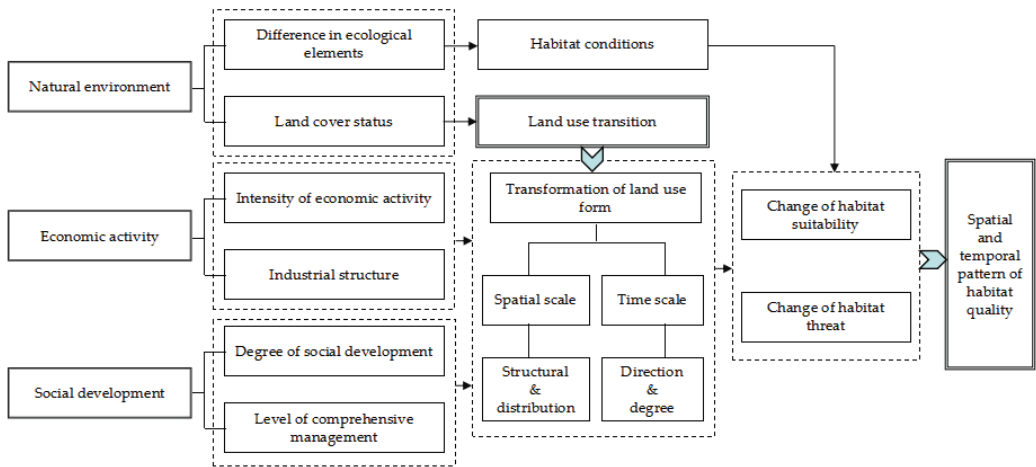 Natural environment
Difference in ecological
elements
Habitat conditions
Land cover status
Land use transition
Economic activity
Intensity of economic activity
Industrial structure
Transformation of land use
form
Spatial scale
Time scale
Structural
&
distribution
Direction
&
degree
Social development
Degree of social development
Level of comprehensive
management
Change of habitat
suitability
Change of habitat
threat
Spatial
and
temporal
pattern of
habitat
quality